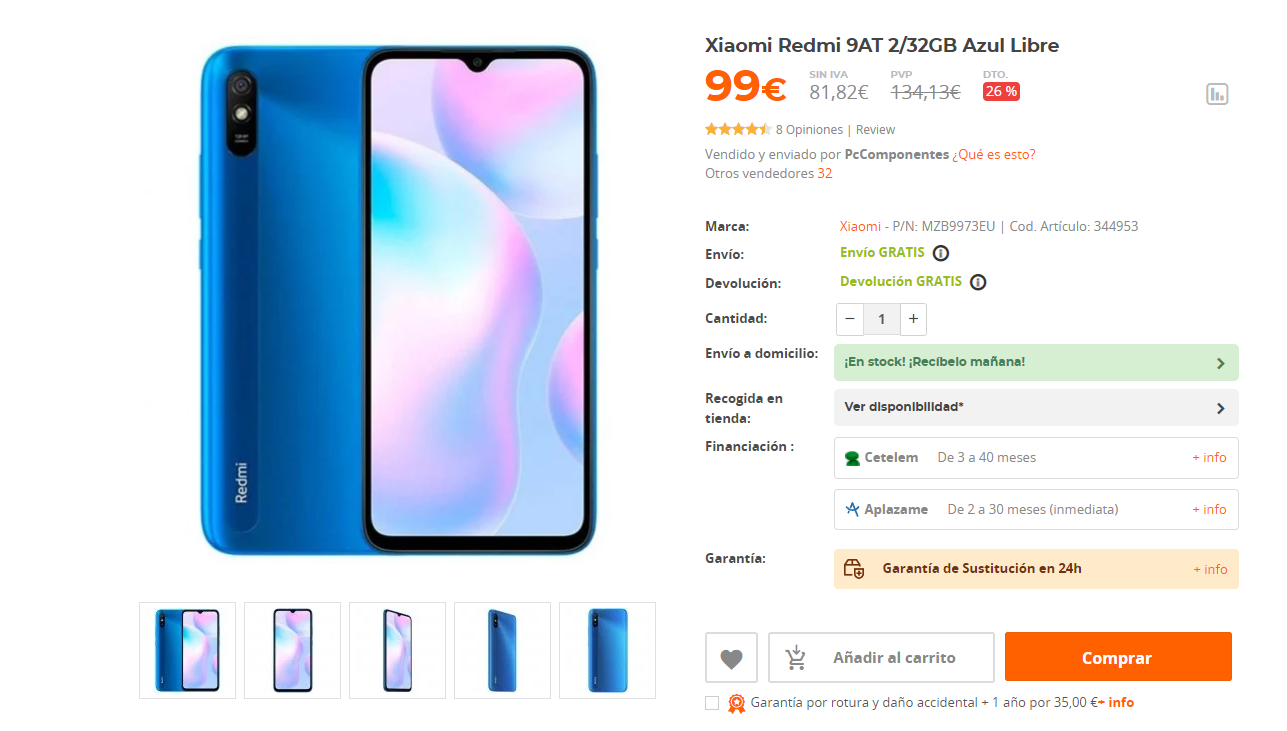 Xiaomi Redmi 9AT 2/32GB Azul Libre
99€
SIN IVA
81,82€
PVP
134,13€
DTO.
26 %
8 Opiniones | Review
Vendido y enviado por PcComponentes ¿Qué es esto?
Otros vendedores 32
Marca:
Xiaomi - P/N: MZB9973EU | Cod. Artículo: 344953
Envío:
Envío GRATIS
Devolución:
Devolución GRATIS
Cantidad:
− 1 +
Envío a domicilio:
¡En stock! ¡Recíbelo mañana!
Recogida en
tienda:
Ver disponibilidad*
Financiación :
Cetelem De 3 a 40 meses + info
Aplazame De 2 a 30 meses (inmediata) + info
Garantía:
Garantía de Sustitución en 24h + info
Añadir al carrito
Comprar
Garantía por rotura y daño accidental + 1 año por 35,00 €+ info
Redmi